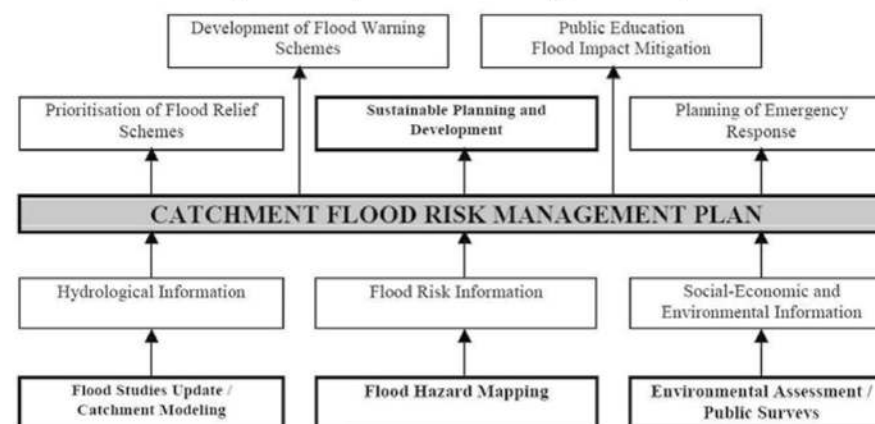 Development of Flood Warning
Schemes
Public Education
Flood Impact Mitigation
Prioritisation of Flood Relief
Schemes
Sustainable Planning and
Development
Planning of Emergency
Response
CATCHMENT FLOOD RISK MANAGEMENT PLAN
Hydrological Information
Flood Risk Information
Social-Economic and
Environmental Information
Flood Studies Update /
Catchment Modeling
Flood Hazard Mapping
Environmental Assessment /
Public Surveys